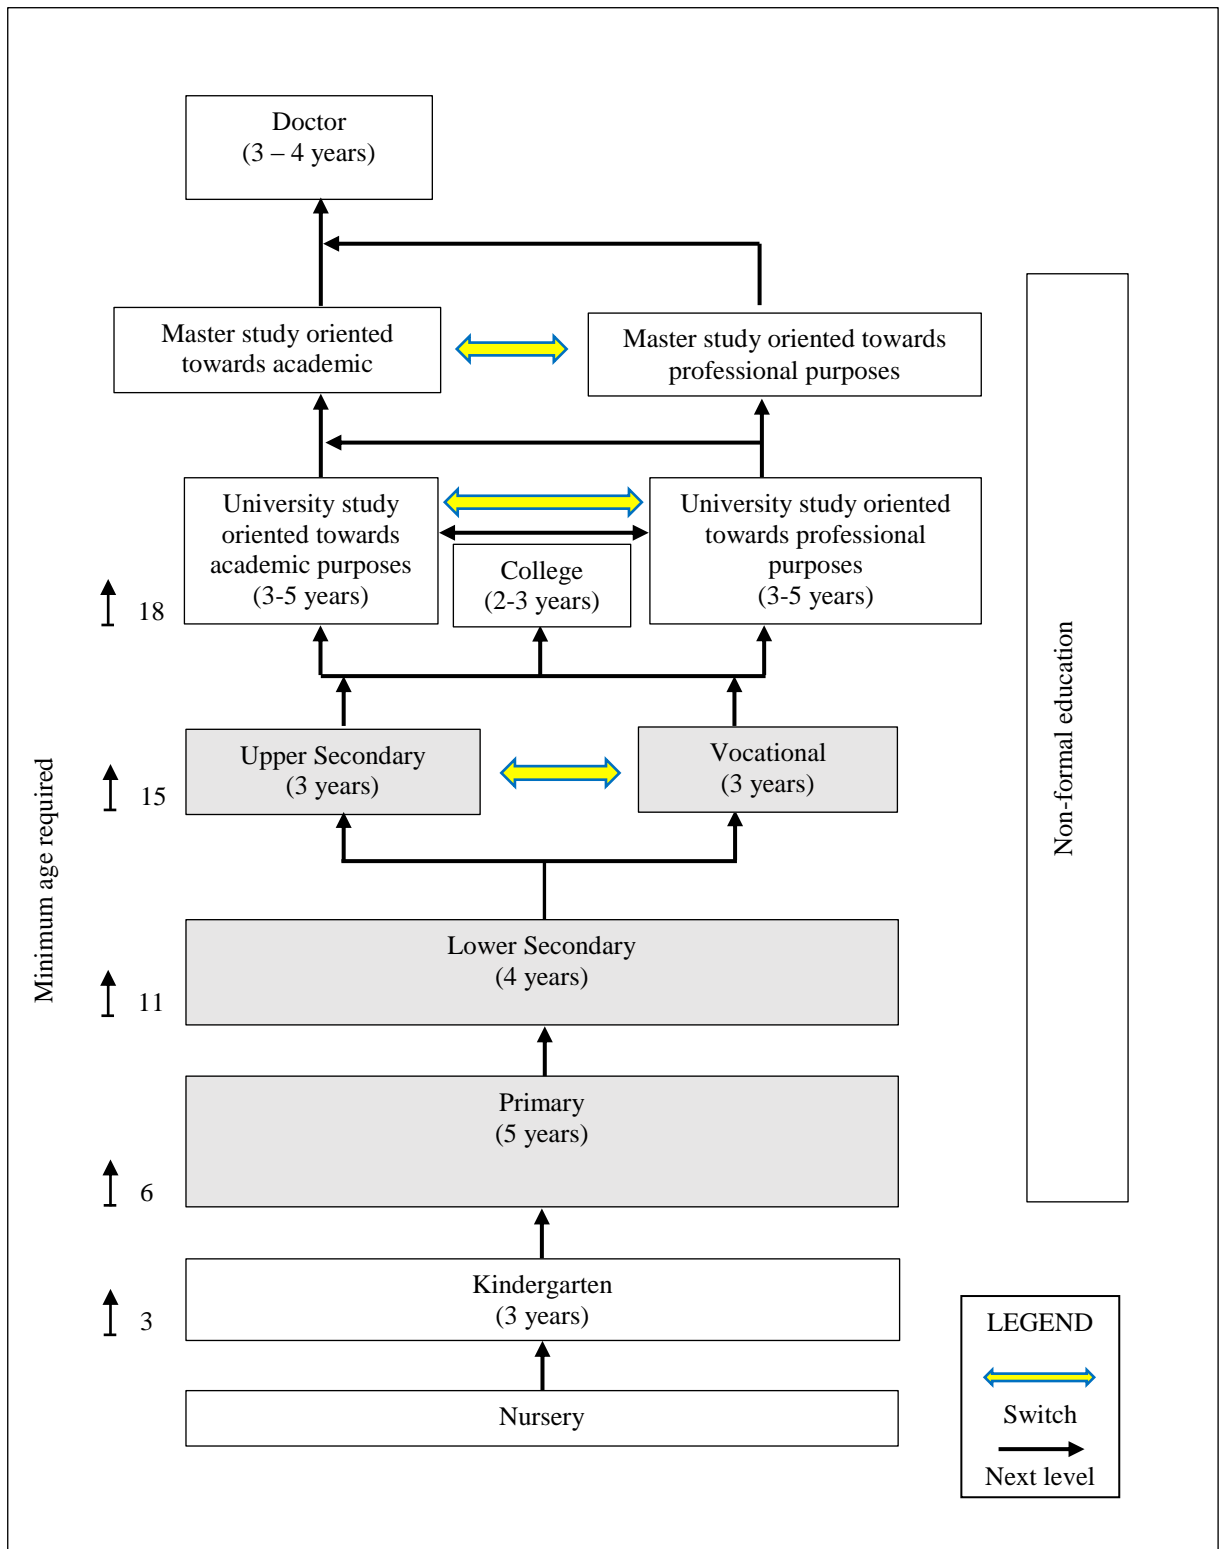 Doctor
(3 – 4 years)
Master study oriented
towards academic
Master study oriented towards
professional purposes
University study
oriented towards
academic purposes
(3-5 years)
College
(2-3 years)
University study oriented
towards professional
purposes
(3-5 years)
18
Upper Secondary
(3 years)
Vocational
(3 years)
15
Minimum age required
Non-formal education
Lower Secondary
(4 years)
11
Primary
(5 years)
6
Kindergarten
(3 years)
3
Nursery
LEGEND
Switch
Next level